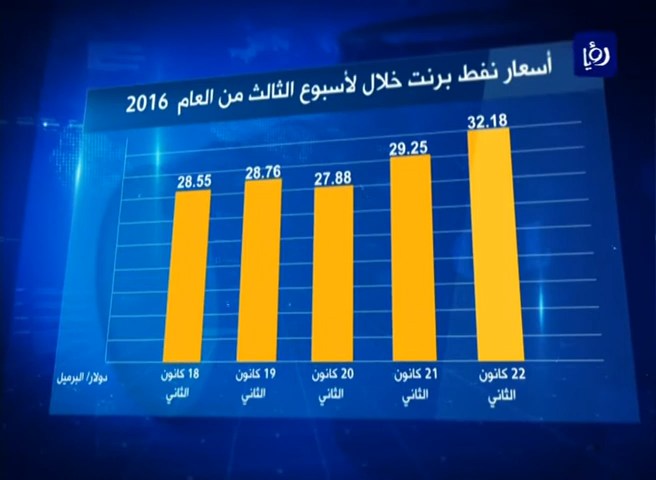 رؤيا
أسعار نفط برنت خلال لأسبوع الثالث من العام 2016
28.55
28.76
27.88
29.25
32.18
دولار/ البرميل
18 كانون الثاني
19 كانون الثاني
20 كانون الثاني
21 كانون الثاني
22 كانون الثاني